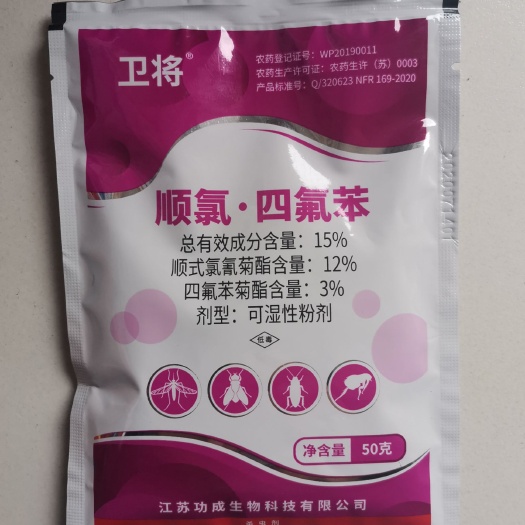 卫将®
农药登记证号：WP20190011
农药生产许可证：农药生许（苏）0003
产品标准号：Q/320623 NFR 169-2020
顺氯·四氟苯
总有效成分含量：15%
顺式氯氰菊酯含量：12%
四氟苯菊酯含量：3%
剂型：可湿性粉剂
低毒
净含量 50克
江苏功成生物科技有限公司